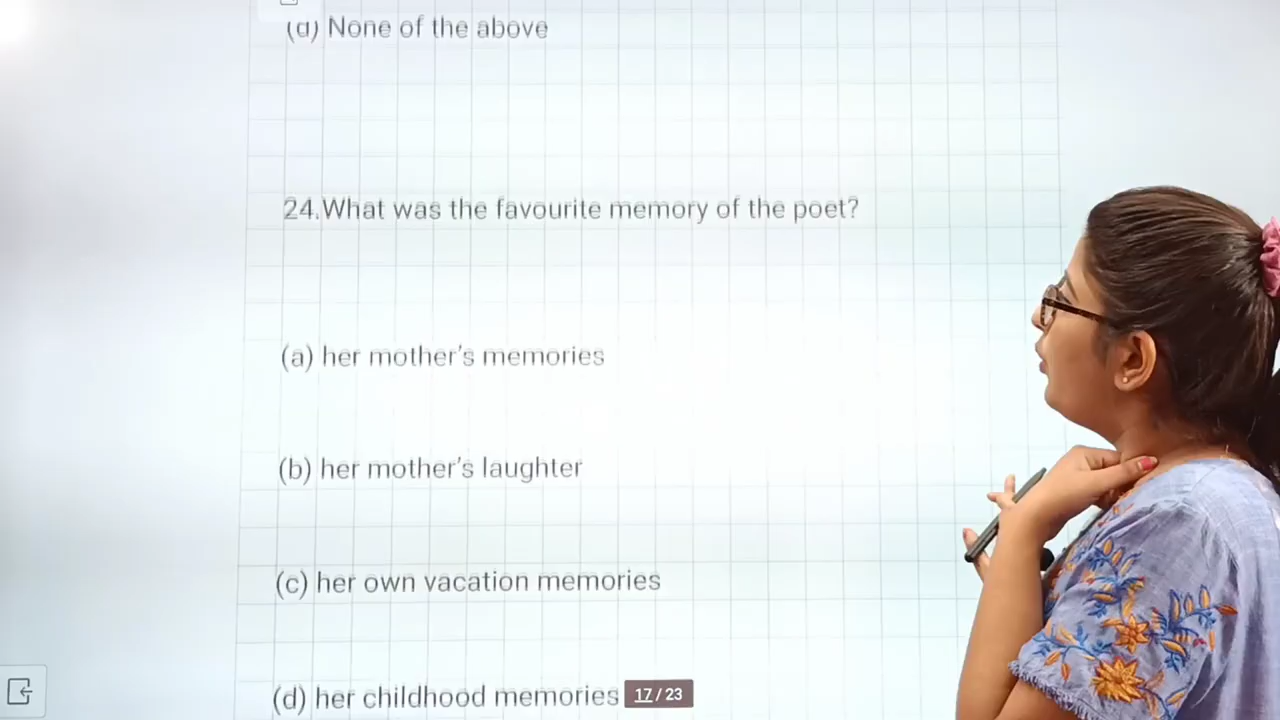 (d) None of the above
24.What was the favourite memory of the poet?
(a) her mother's memories
(b) her mother's laughter
(c) her own vacation memories
(d) her childhood memories
17 / 23